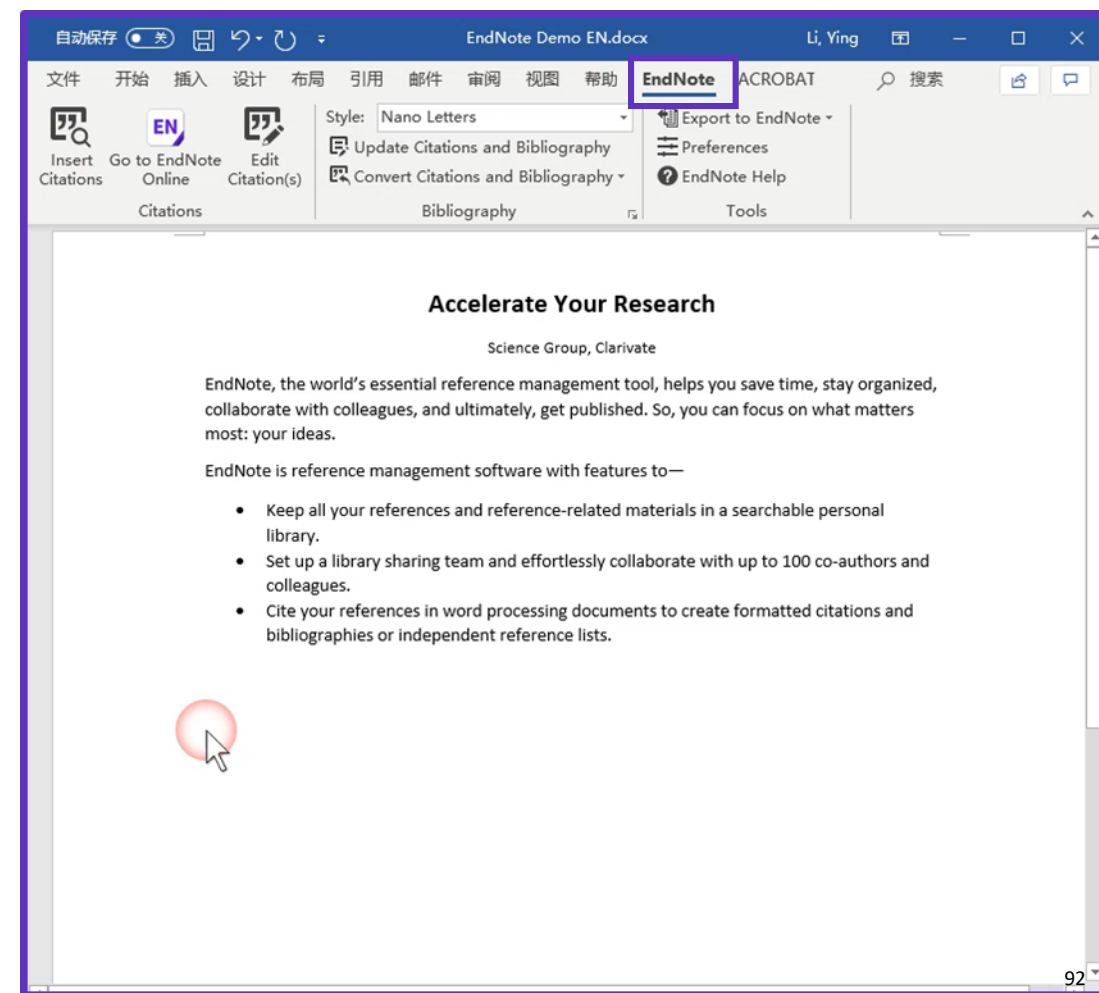 自动保存 关 EndNote Demo EN.docx Li, Ying
文件 开始 插入 设计 布局 引用 邮件 审阅 视图 帮助 EndNote ACROBAT 搜索
Insert Citations
Go to EndNote Online
Edit Citation(s)
Citations
Style: Nano Letters
Update Citations and Bibliography
Convert Citations and Bibliography
Bibliography
Export to EndNote
Preferences
EndNote Help
Tools
Accelerate Your Research
Science Group, Clarivate
EndNote, the world’s essential reference management tool, helps you save time, stay organized,
collaborate with colleagues, and ultimately, get published. So, you can focus on what matters
most: your ideas.
EndNote is reference management software with features to—
• Keep all your references and reference-related materials in a searchable personal
library.
• Set up a library sharing team and effortlessly collaborate with up to 100 co-authors and
colleagues.
• Cite your references in word processing documents to create formatted citations and
bibliographies or independent reference lists.
92